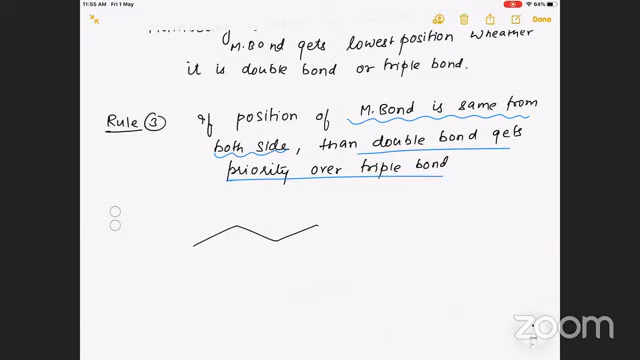 11:55 AM Fri 1 May
64%
Done
M.Bond gets lowest position wheather
it is double bond or triple bond.
Rule ③ If position of M.Bond is same from
both side, than double bond gets
priority over triple bond
zoom